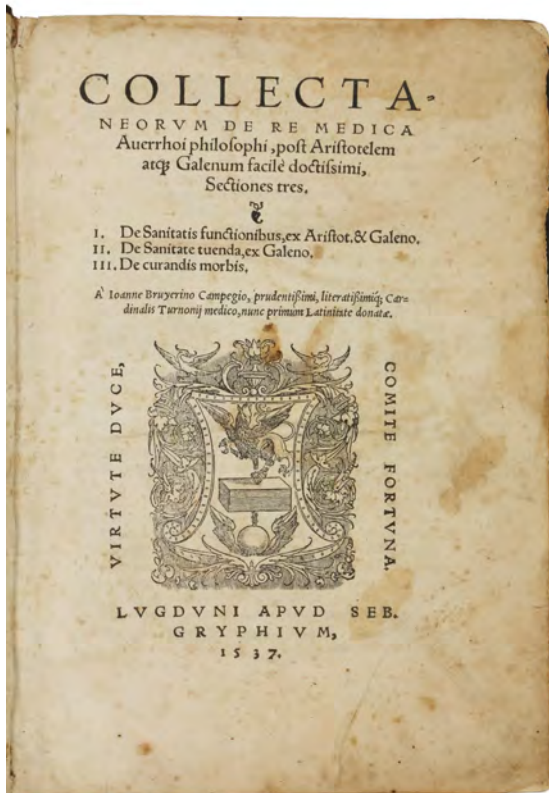 COLLECTA-
NEORVM DE RE MEDICA
Auerrhoi philosophi, post Aristotelem
atq; Galenum facilè doctissimi,
Sectiones tres.
I. De Sanitatis functionibus, ex Aristot. & Galeno.
II. De Sanitate tuenda, ex Galeno.
III. De curandis morbis.
A' Ioanne Bruyerino Campegio, prudentißimi, literatißimiq; Car=
dinalis Turnonij medico, nunc primum Latinitate donatæ.
VIRTVTE DVCE,
COMITE FORTVNA.
LVGDVNI APVD SEB.
GRYPHIVM,
1537.